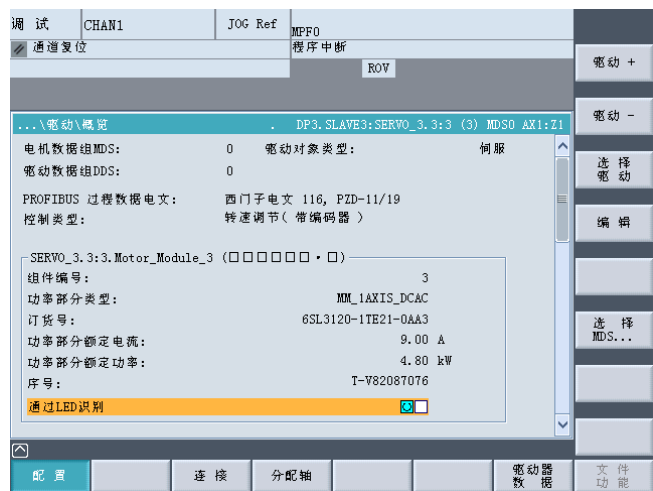 调 试 CHAN1 JOG Ref MPF0
通道复位 程序中断
ROV
...\驱动\概览 . DP3.SLAVE3:SERVO_3.3:3 (3) MDS0 AX1:Z1
电机数据组MDS: 0 驱动对象类型: 伺服
驱动数据组DDS: 0
PROFIBUS 过程数据电文: 西门子电文 116, PZD-11/19
控制类型: 转速调节( 带编码器 )
SERVO_3.3:3.Motor_Module_3 (□□□□□□·□)
组件编号: 3
功率部分类型: MM_1AXIS_DCAC
订货号: 6SL3120-1TE21-0AA3
功率部分额定电流: 9.00 A
功率部分额定功率: 4.80 kW
序号: T-V82087076
通过LED识别
驱动 +
驱动 -
选 择
驱 动
编 辑
选 择
MDS...
配 置 连 接 分配轴 驱动器
数 据 文 件
功 能